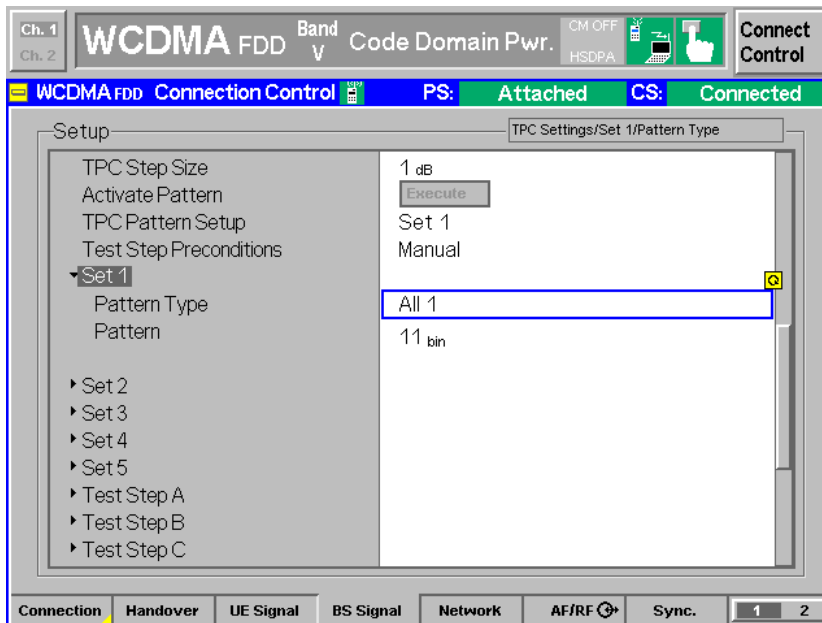 Ch. 1
Ch. 2
WCDMA FDD Band V Code Domain Pwr.
CM OFF
HSDPA
Connect Control
WCDMA FDD Connection Control PS: Attached CS: Connected
Setup
TPC Settings/Set 1/Pattern Type
TPC Step Size 1 dB
Activate Pattern Execute
TPC Pattern Setup Set 1
Test Step Preconditions Manual
Set 1
Pattern Type All 1
Pattern 11 bin
Set 2
Set 3
Set 4
Set 5
Test Step A
Test Step B
Test Step C
Connection Handover UE Signal BS Signal Network AF/RF Sync. 1 2